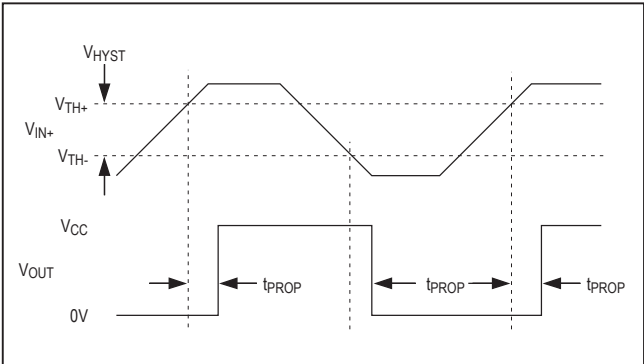 VHYST
VTH+
VIN+
VTH-
VCC
VOUT
tPROP tPROP tPROP
0V